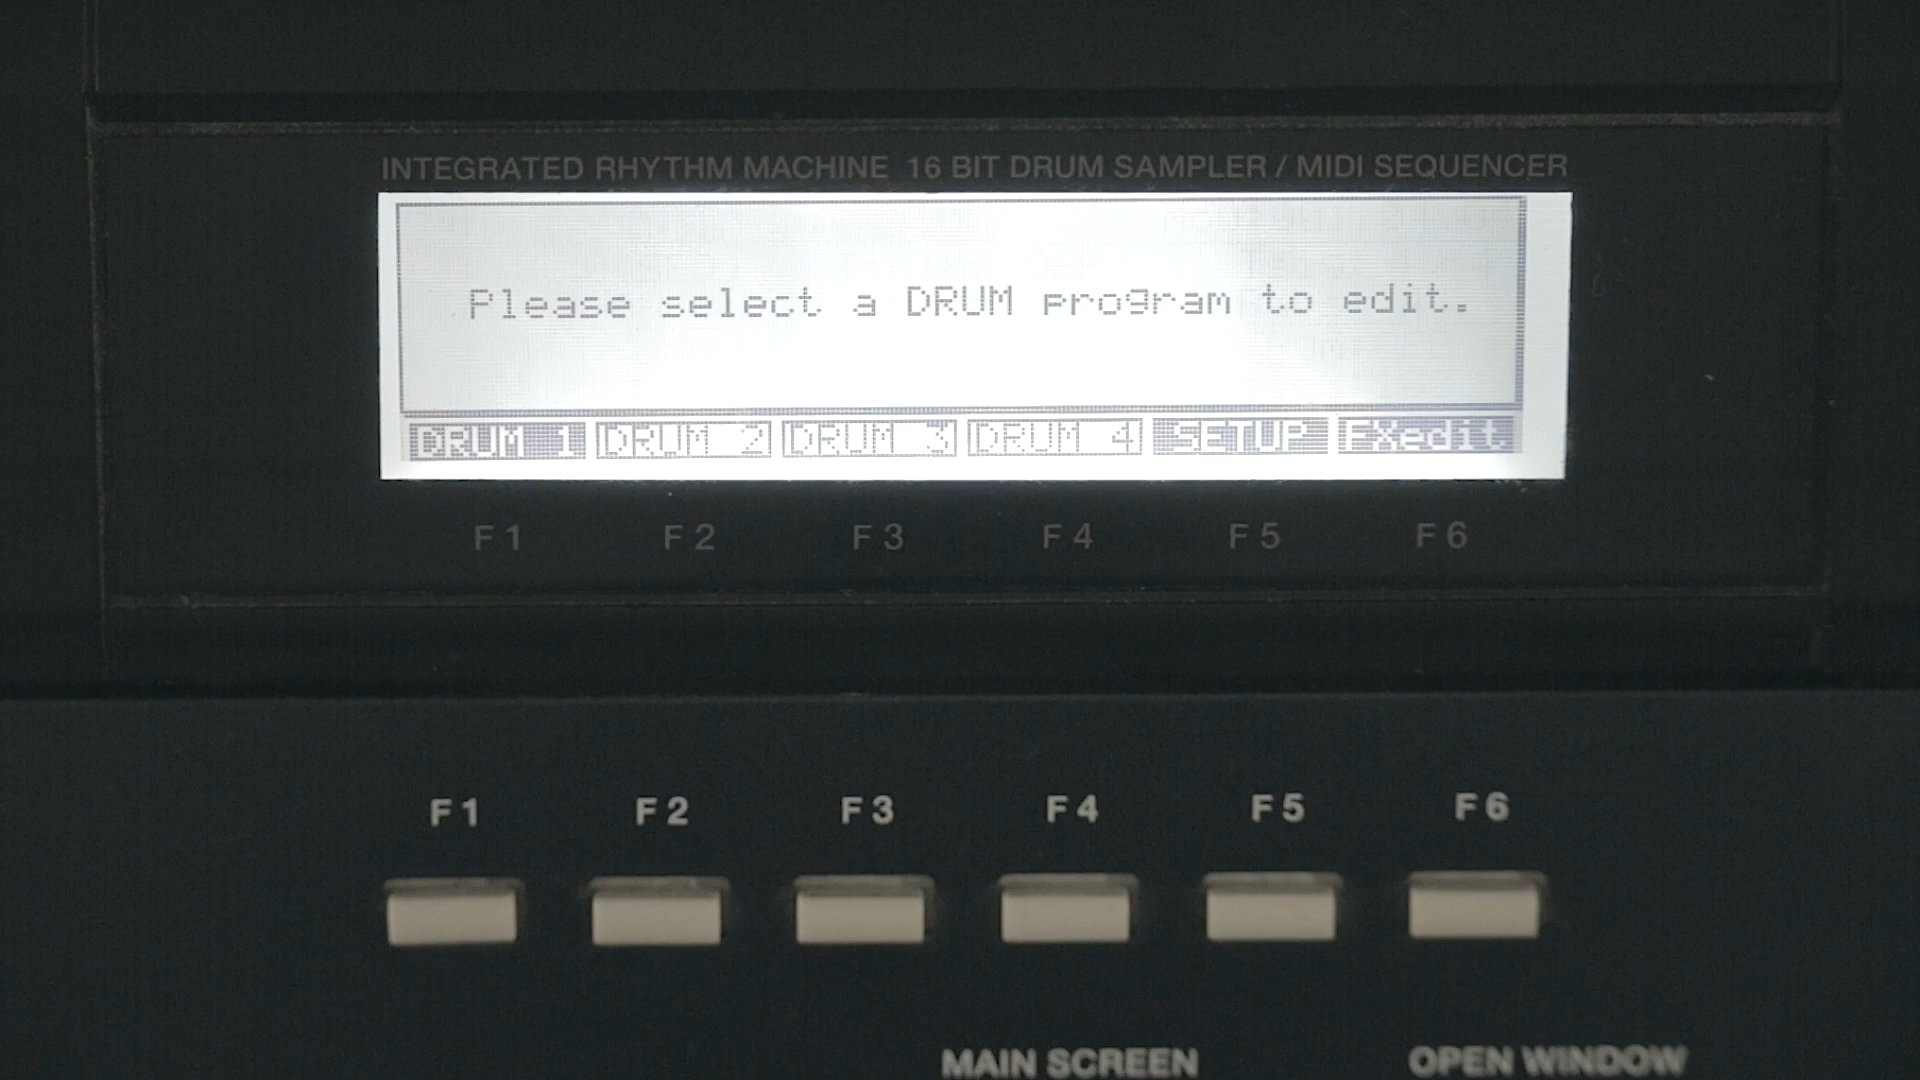 INTEGRATED RHYTHM MACHINE 16 BIT DRUM SAMPLER / MIDI SEQUENCER
Please select a DRUM program to edit.
DRUM 1 DRUM 2 DRUM 3 DRUM 4 SETUP FXedit
F1 F2 F3 F4 F5 F6
F1 F2 F3 F4 F5 F6
MAIN SCREEN OPEN WINDOW